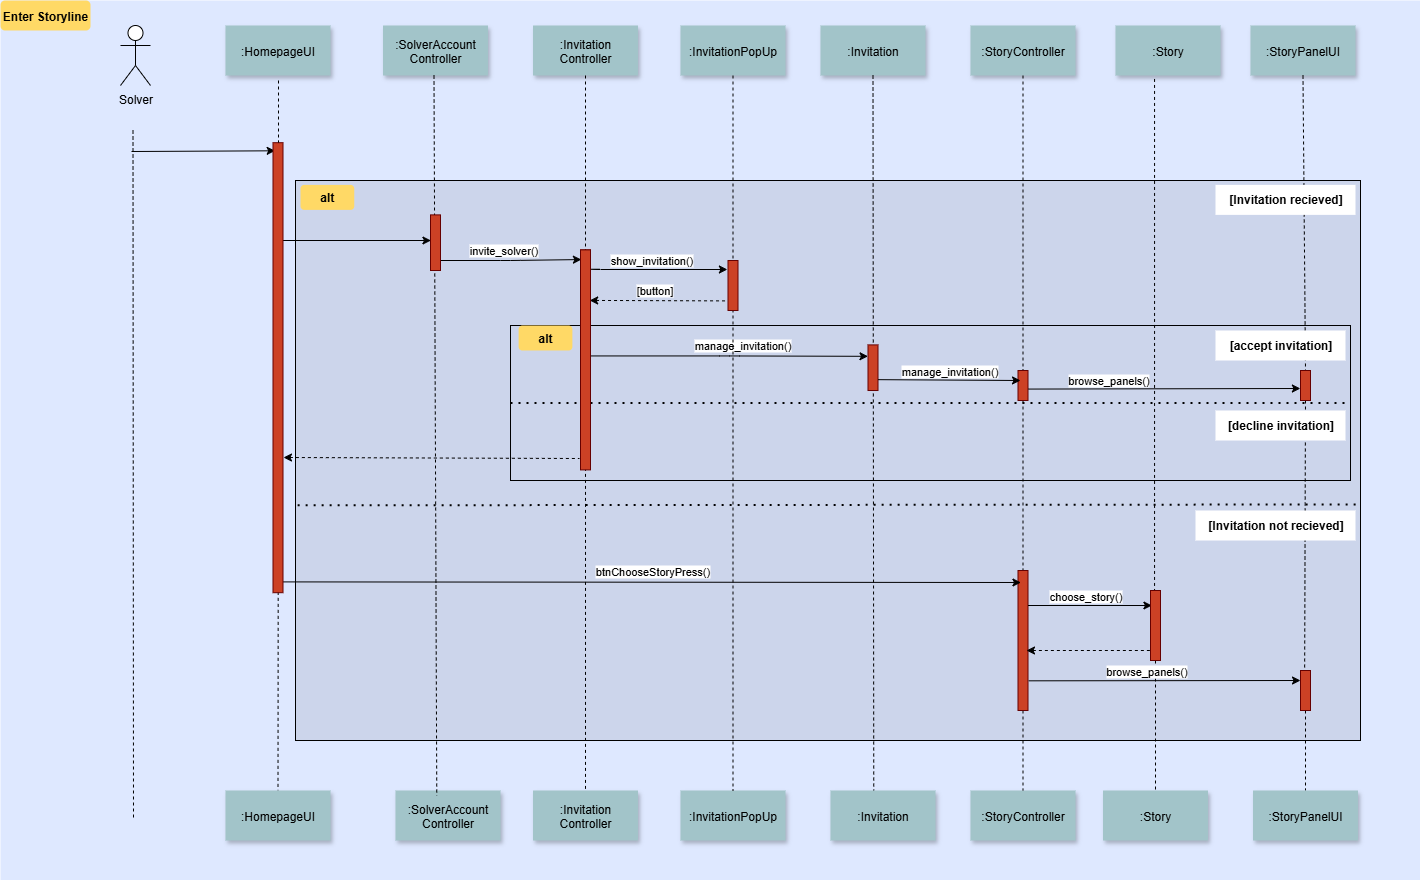 Enter Storyline
Solver
:HomepageUI
:SolverAccount
Controller
:Invitation
Controller
:InvitationPopUp
:Invitation
:StoryController
:Story
:StoryPanelUI
alt
[Invitation recieved]
invite_solver()
show_invitation()
[button]
alt
[accept invitation]
manage_invitation()
manage_invitation()
browse_panels()
[decline invitation]
[Invitation not recieved]
btnChooseStoryPress()
choose_story()
browse_panels()
:HomepageUI
:SolverAccount
Controller
:Invitation
Controller
:InvitationPopUp
:Invitation
:StoryController
:Story
:StoryPanelUI